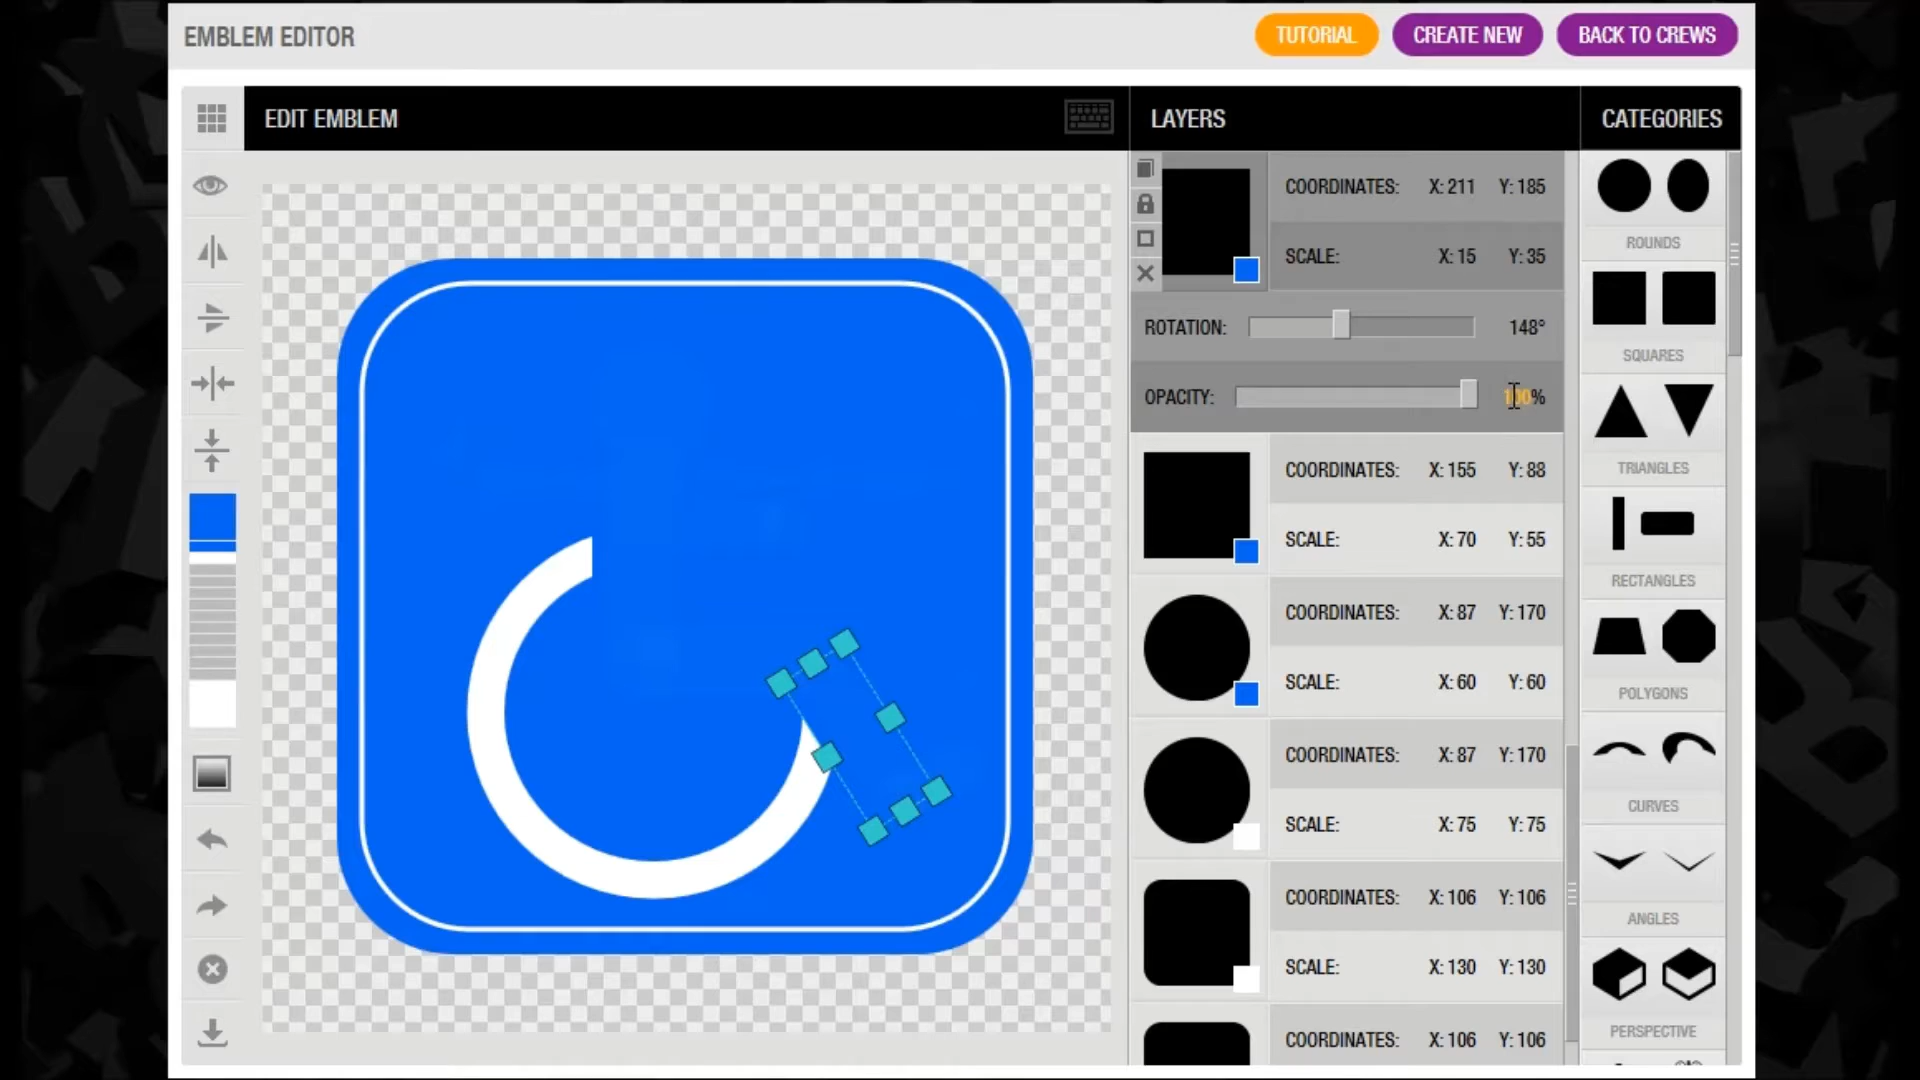 EMBLEM EDITOR
TUTORIAL
CREATE NEW
BACK TO CREWS
EDIT EMBLEM
LAYERS
CATEGORIES
COORDINATES: X: 211 Y: 185
SCALE: X: 15 Y: 35
ROTATION: 148°
OPACITY: 100%
COORDINATES: X: 155 Y: 88
SCALE: X: 70 Y: 55
COORDINATES: X: 87 Y: 170
SCALE: X: 60 Y: 60
COORDINATES: X: 87 Y: 170
SCALE: X: 75 Y: 75
COORDINATES: X: 106 Y: 106
SCALE: X: 130 Y: 130
COORDINATES: X: 106 Y: 106
ROUNDS
SQUARES
TRIANGLES
RECTANGLES
POLYGONS
CURVES
ANGLES
PERSPECTIVE